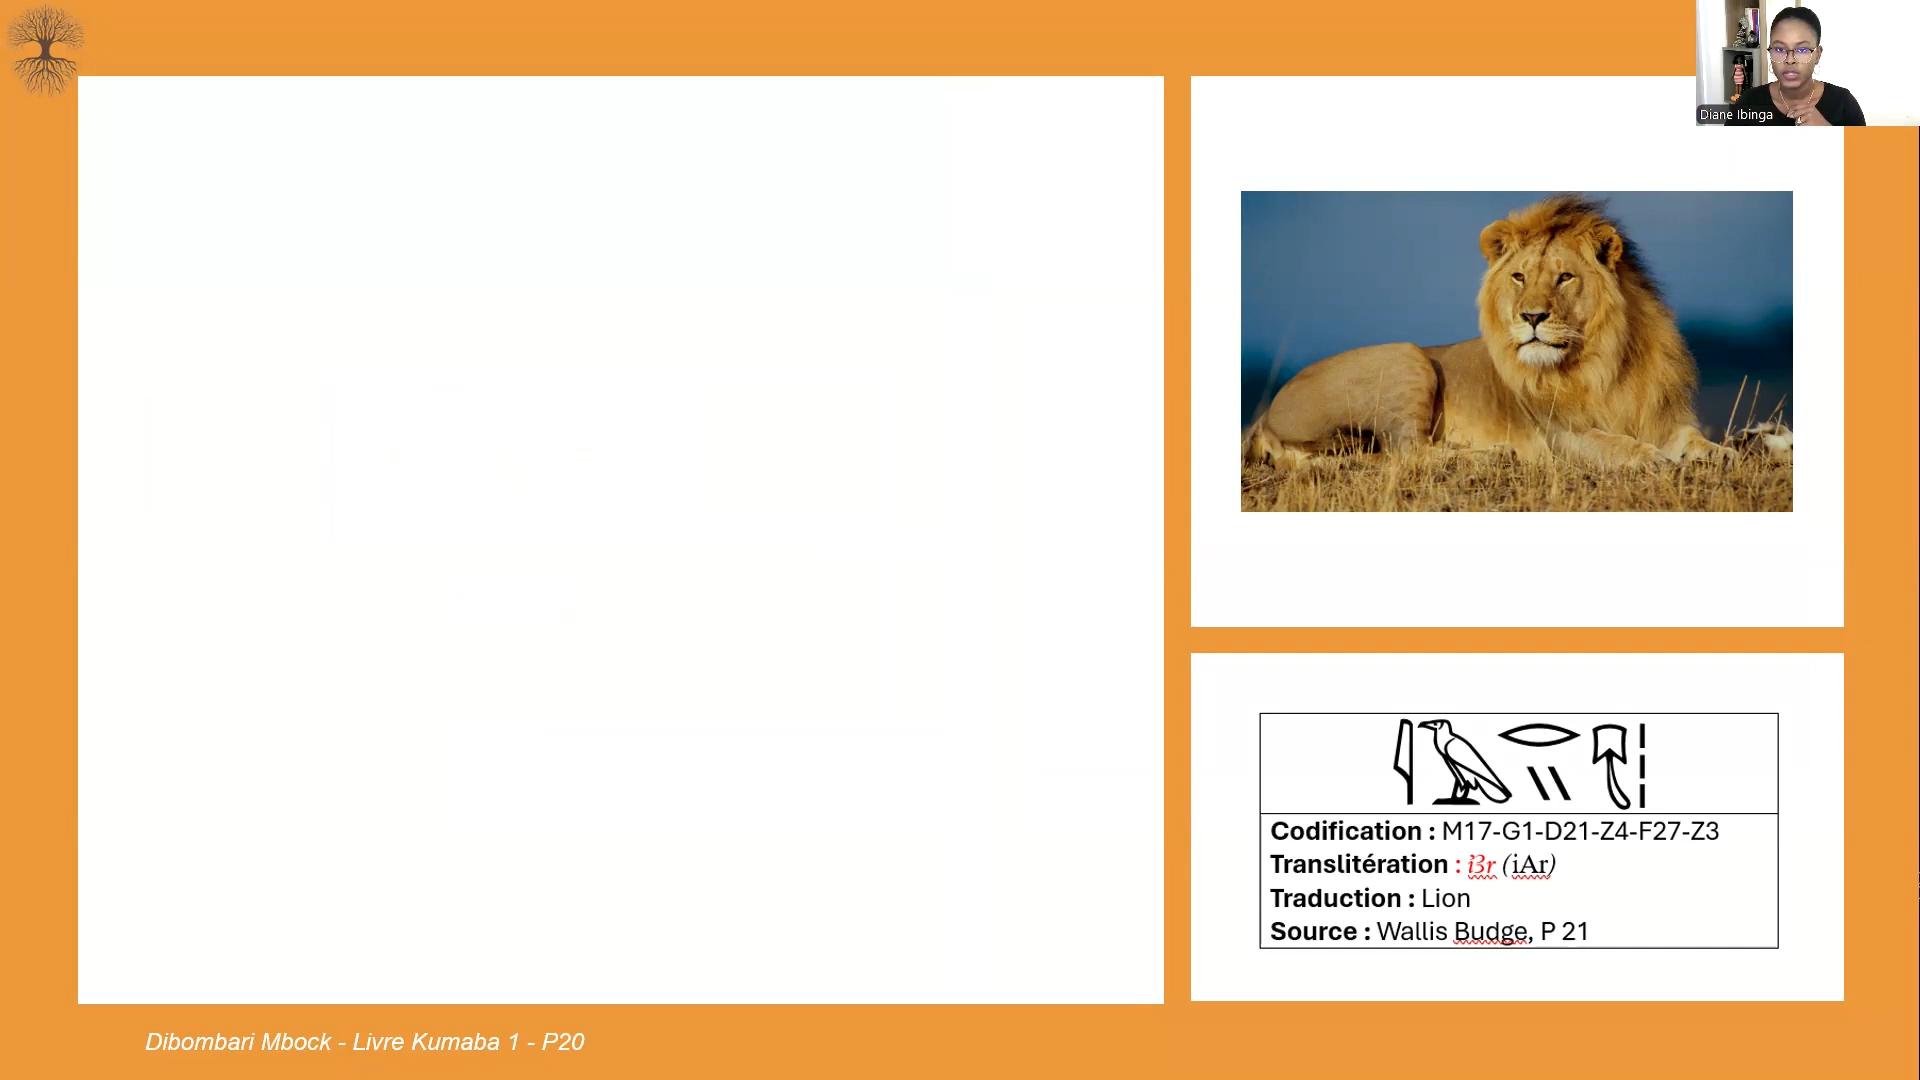 Diane Ibinga
Codification : M17-G1-D21-Z4-F27-Z3
Translitération : i3r (iAr)
Traduction : Lion
Source : Wallis Budge, P 21
Dibombari Mbock - Livre Kumaba 1 - P20